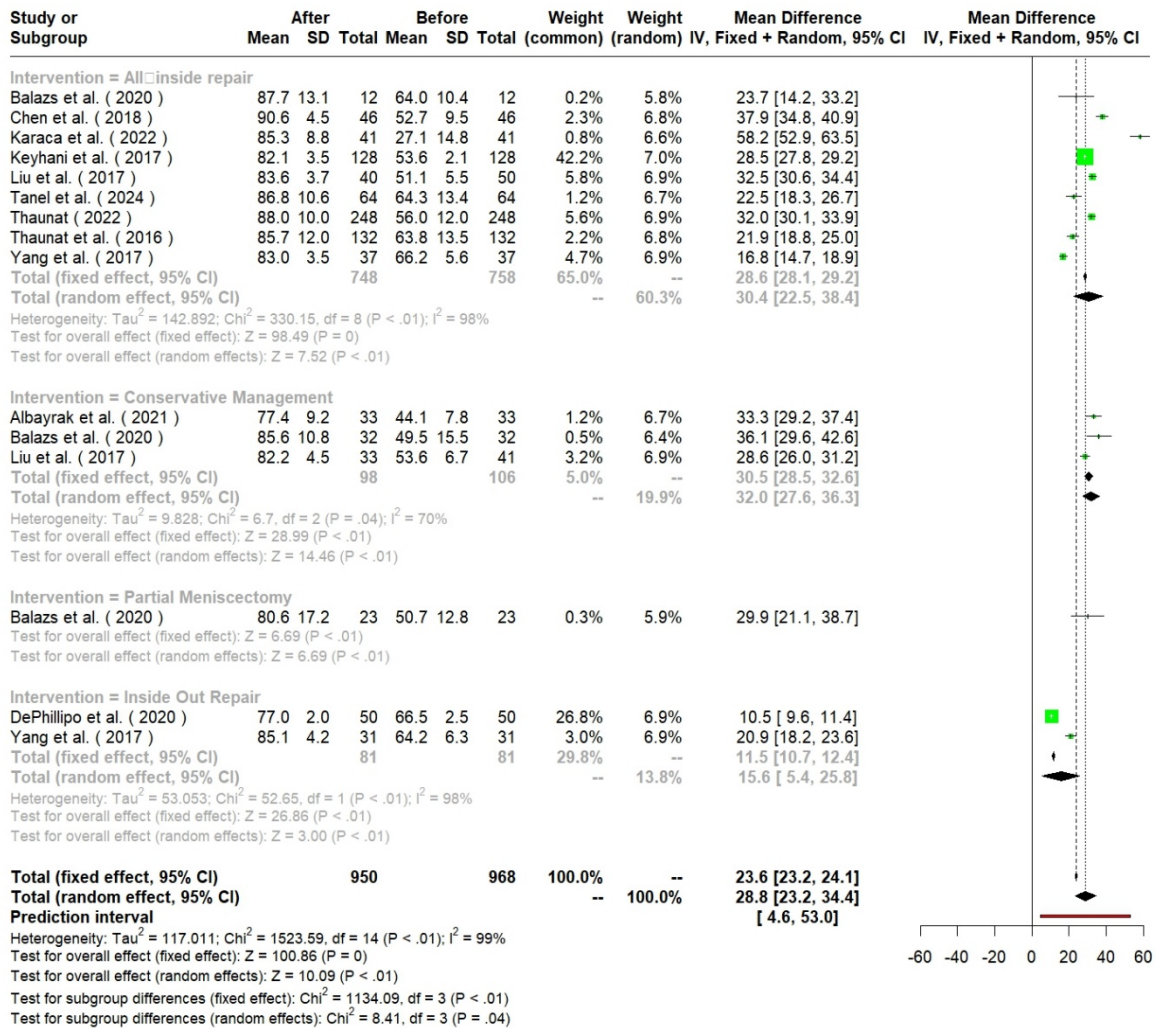 Study or After Before Weight Weight Mean Difference Mean Difference
Subgroup Mean SD Total Mean SD Total (common) (random) IV, Fixed + Random, 95% CI IV, Fixed + Random, 95% CI
Intervention = All□inside repair
Balazs et al. ( 2020 ) 87.7 13.1 12 64.0 10.4 12 0.2% 5.8% 23.7 [14.2, 33.2]
Chen et al. ( 2018 ) 90.6 4.5 46 52.7 9.5 46 2.3% 6.8% 37.9 [34.8, 40.9]
Karaca et al. ( 2022 ) 85.3 8.8 41 27.1 14.8 41 0.8% 6.6% 58.2 [52.9, 63.5]
Keyhani et al. ( 2017 ) 82.1 3.5 128 53.6 2.1 128 42.2% 7.0% 28.5 [27.8, 29.2]
Liu et al. ( 2017 ) 83.6 3.7 40 51.1 5.5 50 5.8% 6.9% 32.5 [30.6, 34.4]
Tanel et al. ( 2024 ) 86.8 10.6 64 64.3 13.4 64 1.2% 6.7% 22.5 [18.3, 26.7]
Thaunat ( 2022 ) 88.0 10.0 248 56.0 12.0 248 5.6% 6.9% 32.0 [30.1, 33.9]
Thaunat et al. ( 2016 ) 85.7 12.0 132 63.8 13.5 132 2.2% 6.8% 21.9 [18.8, 25.0]
Yang et al. ( 2017 ) 83.0 3.5 37 66.2 5.6 37 4.7% 6.9% 16.8 [14.7, 18.9]
Total (fixed effect, 95% CI) 748 758 65.0% -- 28.6 [28.1, 29.2]
Total (random effect, 95% CI) -- 60.3% 30.4 [22.5, 38.4]
Heterogeneity: Tau² = 142.892; Chi² = 330.15, df = 8 (P < .01); I² = 98%
Test for overall effect (fixed effect): Z = 98.49 (P = 0)
Test for overall effect (random effects): Z = 7.52 (P < .01)
Intervention = Conservative Management
Albayrak et al. ( 2021 ) 77.4 9.2 33 44.1 7.8 33 1.2% 6.7% 33.3 [29.2, 37.4]
Balazs et al. ( 2020 ) 85.6 10.8 32 49.5 15.5 32 0.5% 6.4% 36.1 [29.6, 42.6]
Liu et al. ( 2017 ) 82.2 4.5 33 53.6 6.7 41 3.2% 6.9% 28.6 [26.0, 31.2]
Total (fixed effect, 95% CI) 98 106 5.0% -- 30.5 [28.5, 32.6]
Total (random effect, 95% CI) -- 19.9% 32.0 [27.6, 36.3]
Heterogeneity: Tau² = 9.828; Chi² = 6.7, df = 2 (P = .04); I² = 70%
Test for overall effect (fixed effect): Z = 28.99 (P < .01)
Test for overall effect (random effects): Z = 14.46 (P < .01)
Intervention = Partial Meniscectomy
Balazs et al. ( 2020 ) 80.6 17.2 23 50.7 12.8 23 0.3% 5.9% 29.9 [21.1, 38.7]
Test for overall effect (fixed effect): Z = 6.69 (P < .01)
Test for overall effect (random effects): Z = 6.69 (P < .01)
Intervention = Inside Out Repair
DePhillipo et al. ( 2020 ) 77.0 2.0 50 66.5 2.5 50 26.8% 6.9% 10.5 [ 9.6, 11.4]
Yang et al. ( 2017 ) 85.1 4.2 31 64.2 6.3 31 3.0% 6.9% 20.9 [18.2, 23.6]
Total (fixed effect, 95% CI) 81 81 29.8% -- 11.5 [10.7, 12.4]
Total (random effect, 95% CI) -- 13.8% 15.6 [ 5.4, 25.8]
Heterogeneity: Tau² = 53.053; Chi² = 52.65, df = 1 (P < .01); I² = 98%
Test for overall effect (fixed effect): Z = 26.86 (P < .01)
Test for overall effect (random effects): Z = 3.00 (P < .01)
Total (fixed effect, 95% CI) 950 968 100.0% -- 23.6 [23.2, 24.1]
Total (random effect, 95% CI) -- 100.0% 28.8 [23.2, 34.4]
Prediction interval [ 4.6, 53.0]
Heterogeneity: Tau² = 117.011; Chi² = 1523.59, df = 14 (P < .01); I² = 99%
Test for overall effect (fixed effect): Z = 100.86 (P = 0)
Test for overall effect (random effects): Z = 10.09 (P < .01)
Test for subgroup differences (fixed effect): Chi² = 1134.09, df = 3 (P < .01)
Test for subgroup differences (random effects): Chi² = 8.41, df = 3 (P = .04)
-60 -40 -20 0 20 40 60